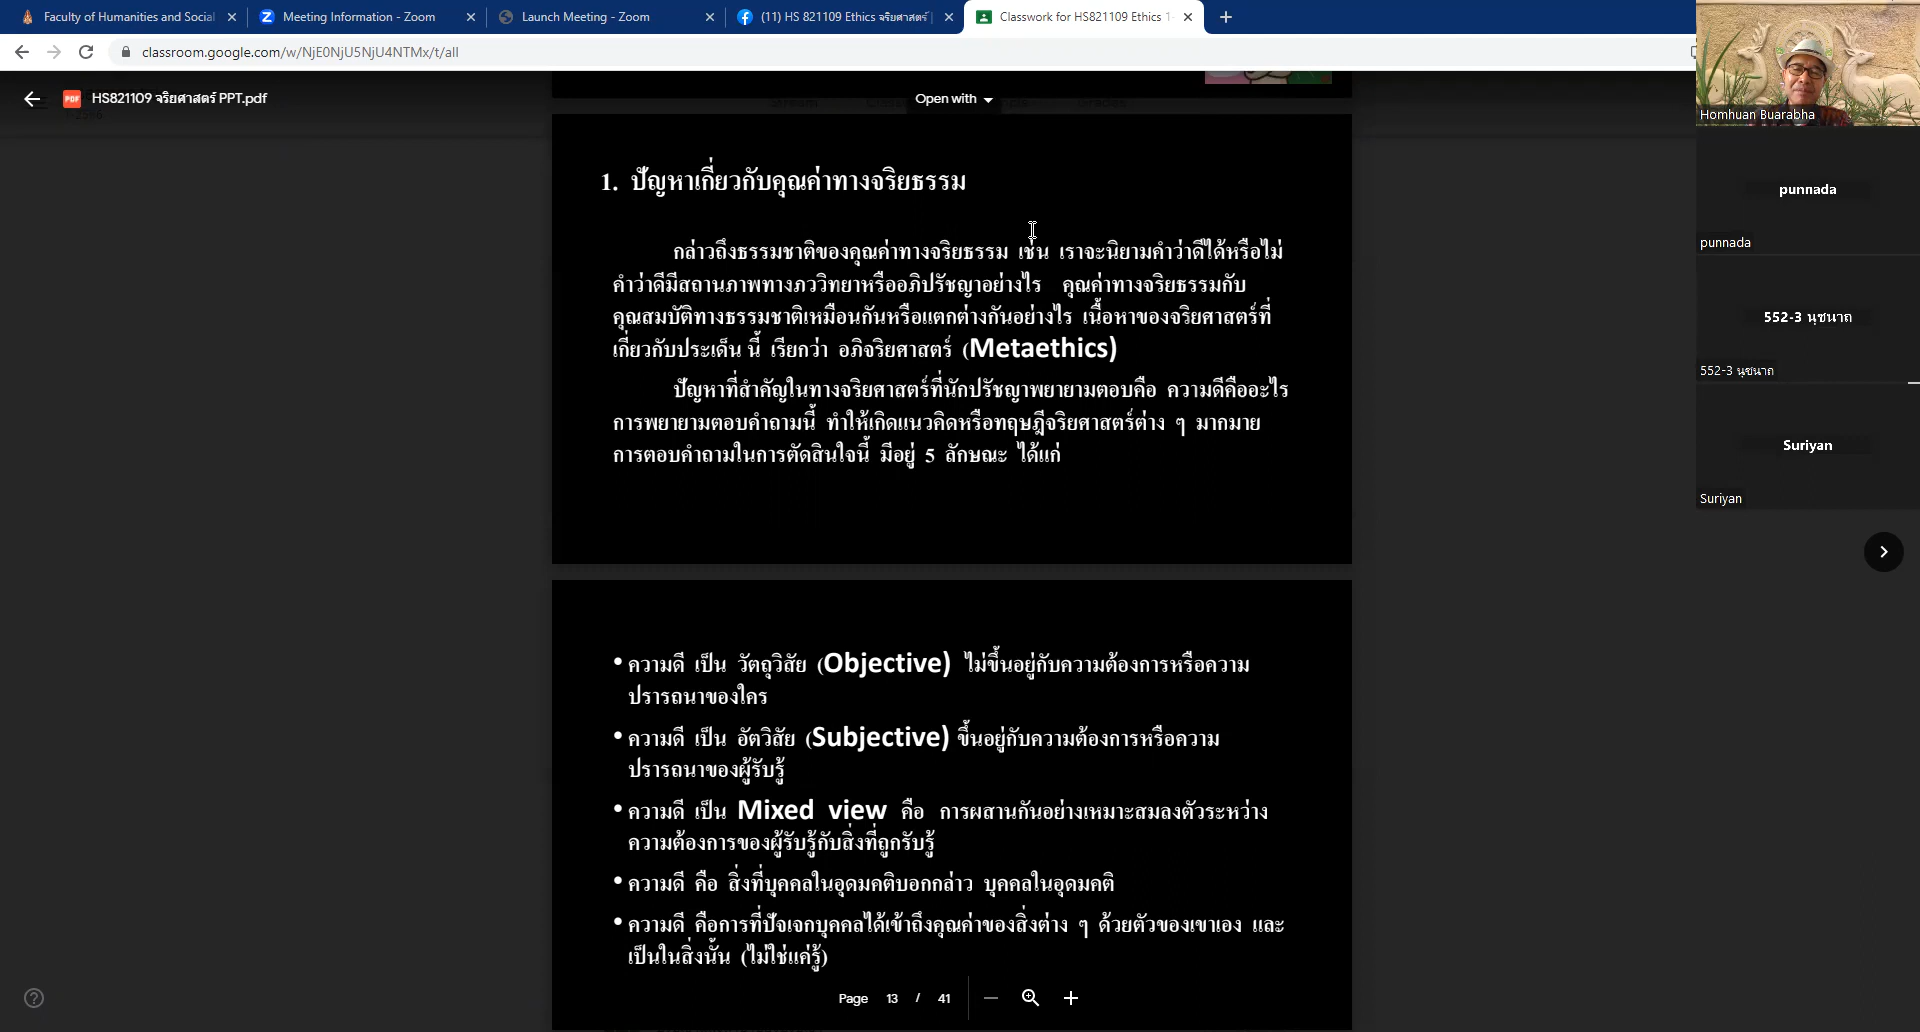 Faculty of Humanities and Social
Meeting Information - Zoom
Launch Meeting - Zoom
(11) HS 821109 Ethics จริยศาสตร์ |
Classwork for HS821109 Ethics 1-
classroom.google.com/w/NjE0NjU5NjU4NTMx/t/all
HS821109 จริยศาสตร์ PPT.pdf
Open with
Homhuan Buarabha
punnada
punnada
552-3 นุชนาถ
552-3 นุชนาถ
Suriyan
Suriyan
1. ปัญหาเกี่ยวกับคุณค่าทางจริยธรรม
กล่าวถึงธรรมชาติของคุณค่าทางจริยธรรม เช่น เราจะนิยามคำว่าดีได้หรือไม่
คำว่าดีมีสถานภาพทางภววิทยาหรืออภิปรัชญาอย่างไร คุณค่าทางจริยธรรมกับ
คุณสมบัติทางธรรมชาติเหมือนกันหรือแตกต่างกันอย่างไร เนื้อหาของจริยศาสตร์ที่
เกี่ยวกับประเด็น นี้ เรียกว่า อภิจริยศาสตร์ (Metaethics)
ปัญหาที่สำคัญในทางจริยศาสตร์ที่นักปรัชญาพยายามตอบคือ ความดีคืออะไร
การพยายามตอบคำถามนี้ ทำให้เกิดแนวคิดหรือทฤษฎีจริยศาสตร์ต่าง ๆ มากมาย
การตอบคำถามในการตัดสินใจนี้ มีอยู่ 5 ลักษณะ ได้แก่
• ความดี เป็น วัตถุวิสัย (Objective) ไม่ขึ้นอยู่กับความต้องการหรือความ
ปรารถนาของใคร
• ความดี เป็น อัตวิสัย (Subjective) ขึ้นอยู่กับความต้องการหรือความ
ปรารถนาของผู้รับรู้
• ความดี เป็น Mixed view คือ การผสานกันอย่างเหมาะสมลงตัวระหว่าง
ความต้องการของผู้รับรู้กับสิ่งที่ถูกรับรู้
• ความดี คือ สิ่งที่บุคคลในอุดมคติบอกกล่าว บุคคลในอุดมคติ
• ความดี คือการที่ปัจเจกบุคคลได้เข้าถึงคุณค่าของสิ่งต่าง ๆ ด้วยตัวของเขาเอง และ
เป็นในสิ่งนั้น (ไม่ใช่แค่รู้)
Page 13 / 41